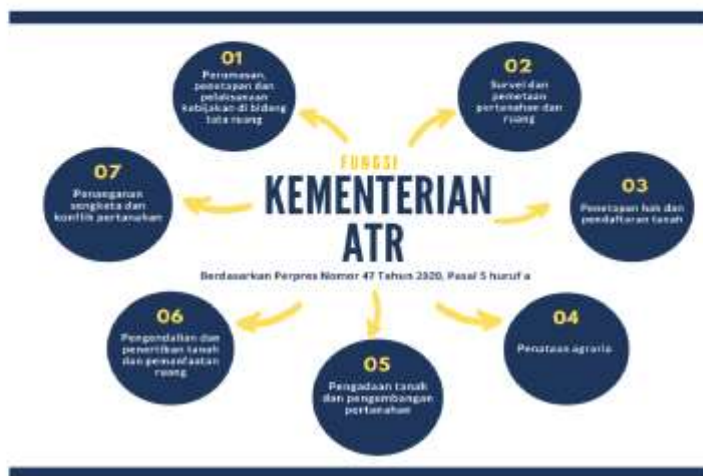 FUNGSI
KEMENTERIAN
ATR
Berdasarkan Perpres Nomor 47 Tahun 2020, Pasal 5 huruf a
01
Perumusan,
penetapan dan
pelaksanaan
kebijakan di bidang
tata ruang
02
Survei dan
pemetaan
pertanahan dan
ruang
03
Penetapan hak dan
pendaftaran tanah
04
Penataan agraria
05
Pengadaan tanah
dan pengembangan
pertanahan
06
Pengendalian dan
penertiban tanah
dan pemanfaatan
ruang
07
Penanganan
sengketa dan
konflik pertanahan